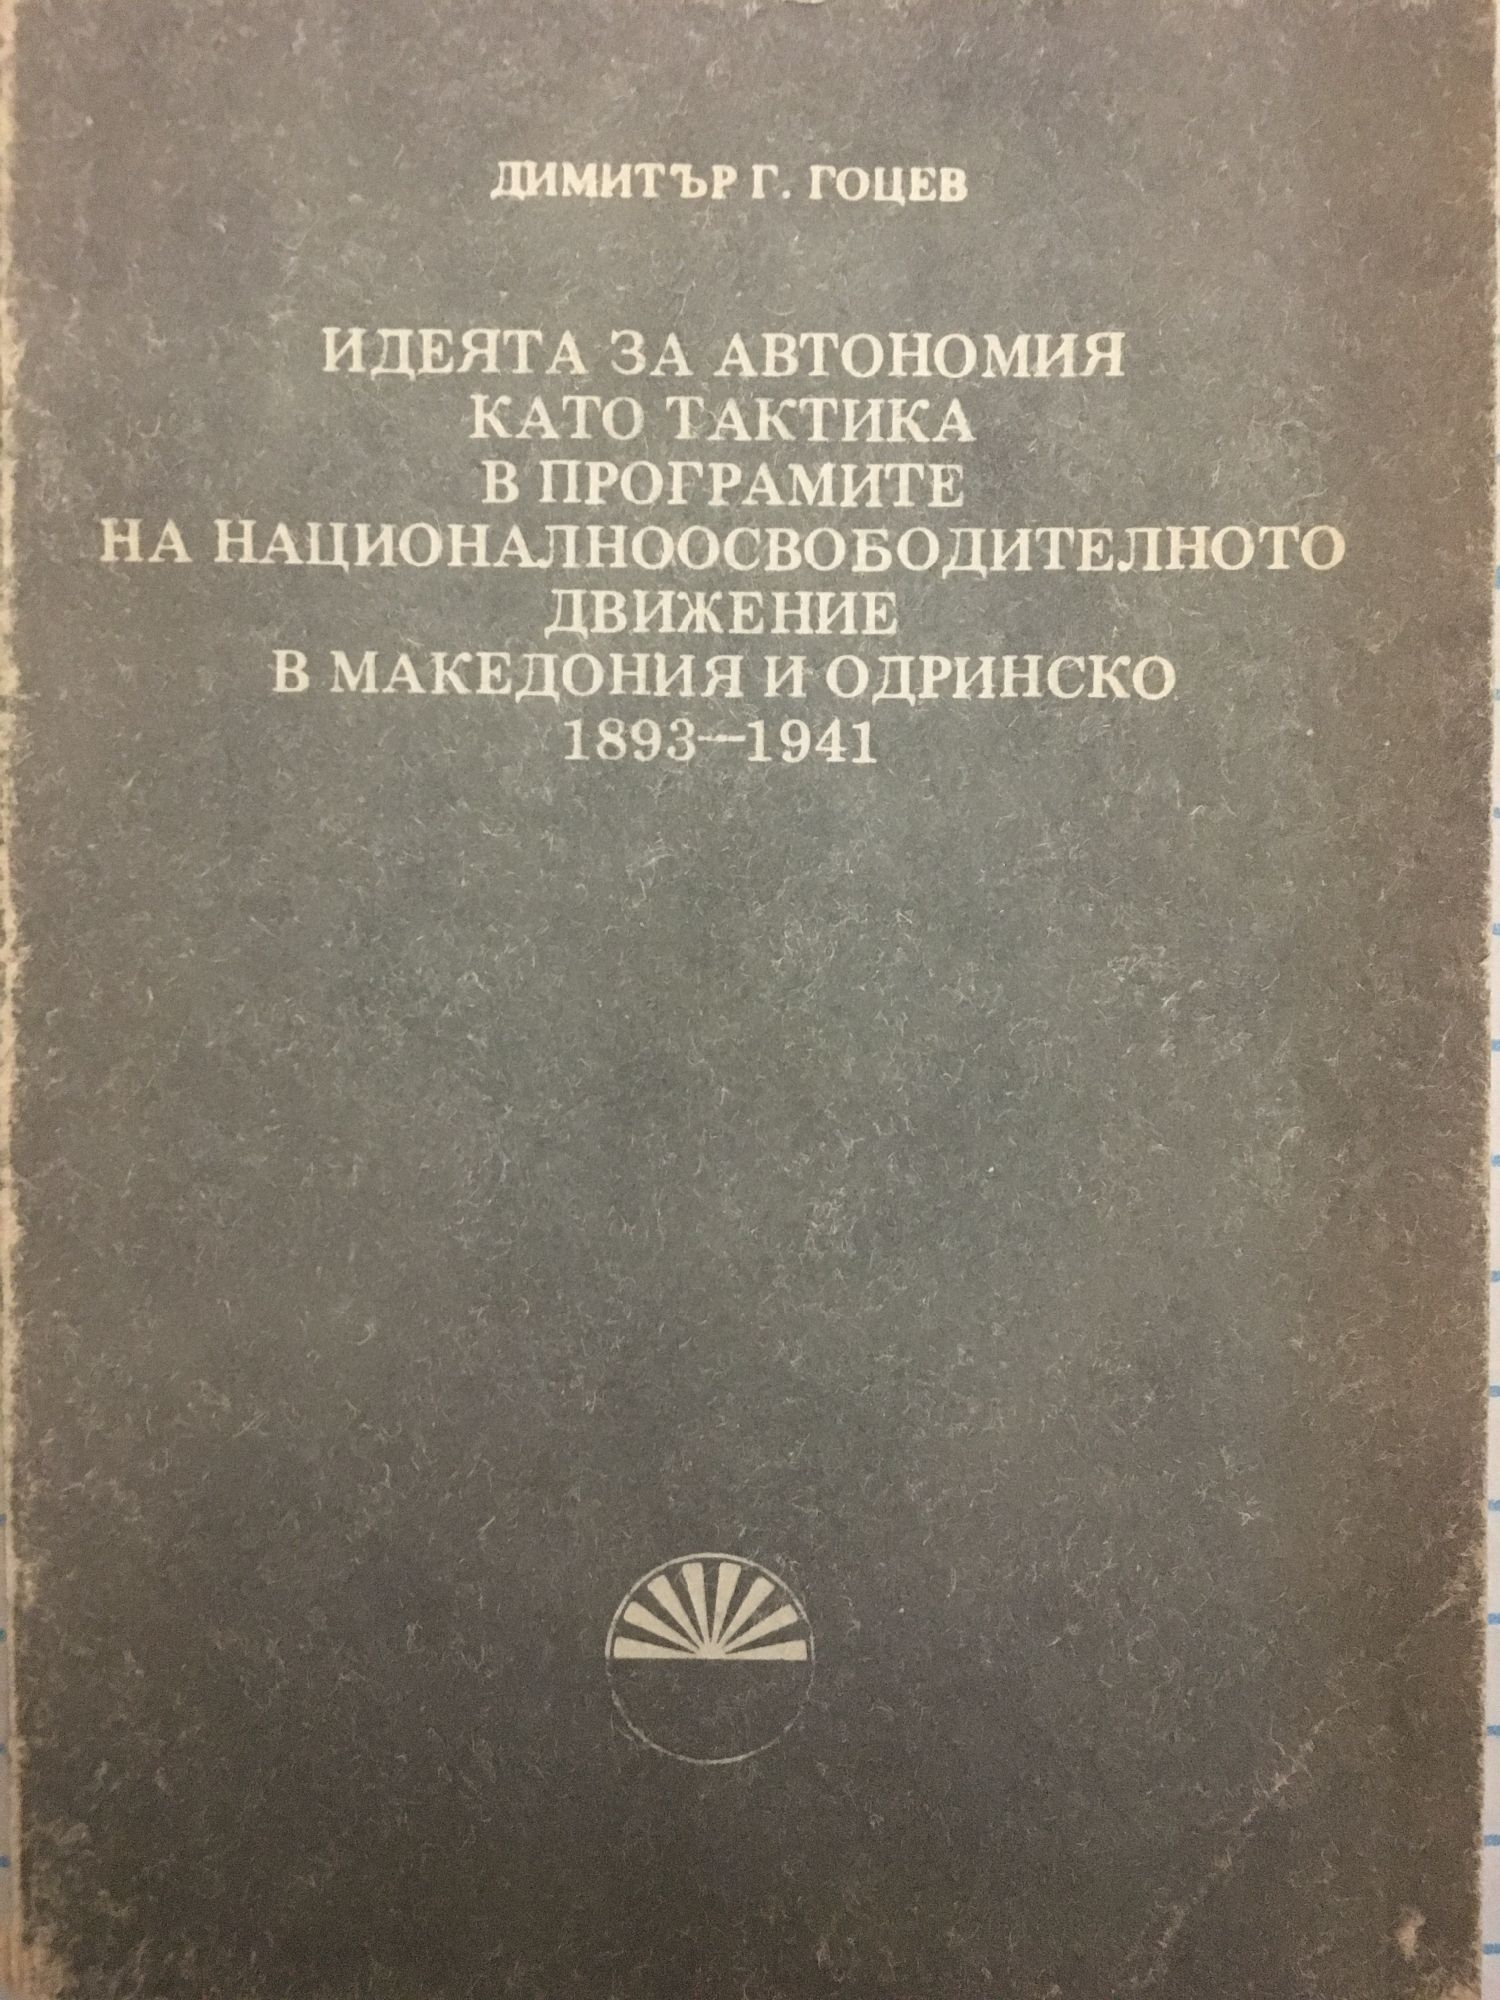 ДИМИТЪР Г. ГОЦЕВ
ИДЕЯТА ЗА АВТОНОМИЯ
КАТО ТАКТИКА
В ПРОГРАМИТЕ
НА НАЦИОНАЛНООСВОБОДИТЕЛНОТО
ДВИЖЕНИЕ
В МАКЕДОНИЯ И ОДРИНСКО
1893—1941